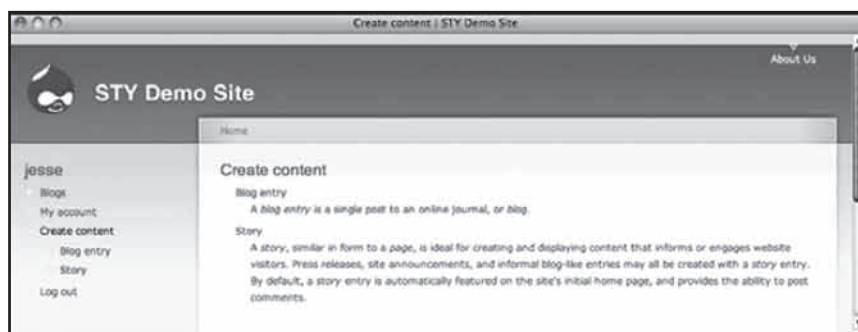 Create content | STY Demo Site
About Us
STY Demo Site
Home
jesse
Blogs
My account
Create content
Blog entry
Story
Log out
Create content
Blog entry
A blog entry is a single post to an online journal, or blog.
Story
A story, similar in form to a page, is ideal for creating and displaying content that informs or engages website
visitors. Press releases, site announcements, and informal blog-like entries may all be created with a story entry.
By default, a story entry is automatically featured on the site's initial home page, and provides the ability to post
comments.